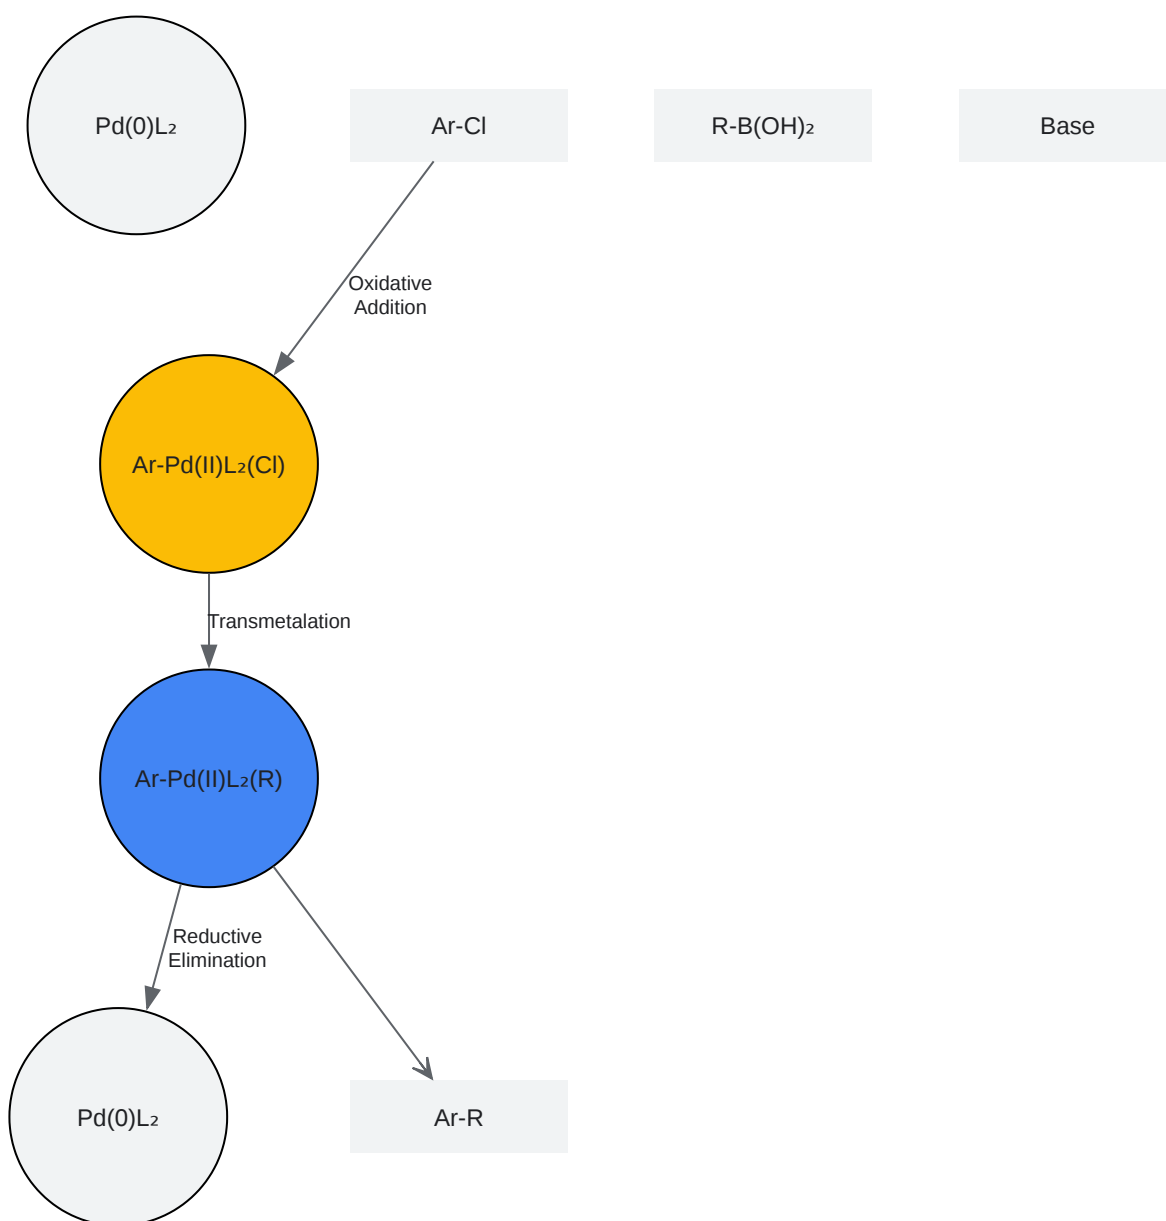 Pd(0)L₂
Ar-Cl
R-B(OH)₂
Base
Oxidative
Addition
Ar-Pd(II)L₂(Cl)
Transmetalation
Ar-Pd(II)L₂(R)
Reductive
Elimination
Pd(0)L₂
Ar-R